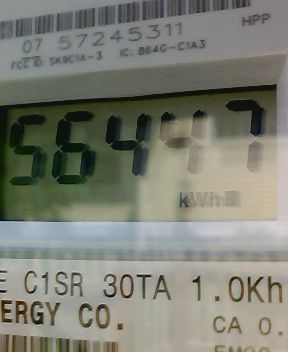 HPP
07 57245311
FCC ID: SK9C1A-3 IC: 864G-C1A3
56447
kWh
E C1SR 30TA 1.0Kh
ERGY CO. CA 0.